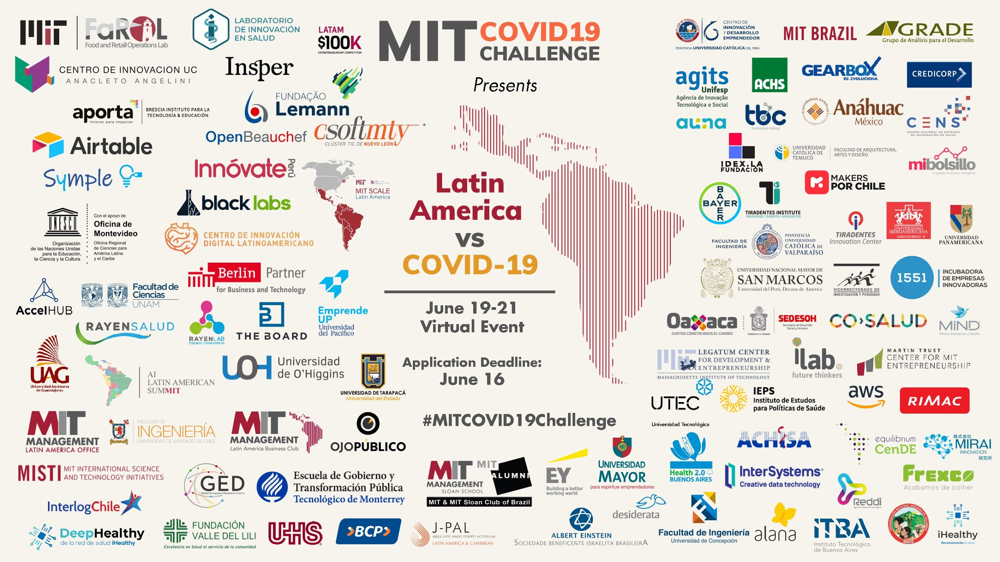 MIT
FaROL
Food and Retail Operations Lab
LABORATORIO
DE INNOVACIÓN
EN SALUD
LATAM
$100K
ENTREPRENEURSHIP COMPETITION
MIT COVID19
CHALLENGE
Presents
CENTRO DE
INNOVACIÓN
Y DESARROLLO
EMPRENDEDOR
PONTIFICIA UNIVERSIDAD CATÓLICA DEL PERÚ
MIT BRAZIL
GRADE
Grupo de Análisis para el Desarrollo
CENTRO DE INNOVACION UC
ANACLETO ANGELINI
Insper
agits
Unifesp
Agência de Inovação
Tecnológica e Social
ACHS
GEARBOX
RE-EVOLUCIONA
CREDICORP
aporta
Innovar para impactar
BRESCIA INSTITUTO PARA LA
TECNOLOGÍA & EDUCACIÓN
FUNDAÇÃO
Lemann
auna
tbc
the blockchain challenge
UNIVERSIDAD ANÁHUAC
VINCE IN BONO MALUM
Anáhuac
México
CENS
CENTRO NACIONAL EN SISTEMAS
DE INFORMACIÓN EN SALUD
Airtable
OpenBeauchef
csoftmty
CLÚSTER TIC DE NUEVO LEÓN
IDEX.LA
FUNDACIÓN
UNIVERSIDAD
CATÓLICA DE
TEMUCO
FACULTAD DE ARQUITECTURA,
ARTES Y DISEÑO
mibolsillo
tu gestor financiero inteligente
Symple
Innóvate Perú
MIT
MIT SCALE
Latin America
MAKERS
POR CHILE
black labs
Latin
America
vs
COVID-19
BAYER
BAYER
TIRADENTES INSTITUTE
UNIVERSIDADE TIRADENTES • UMASS BOSTON
TIRADENTES
Innovation Center
UNIVERSIDAD
IBEROAMERICANA
CIUDAD DE MÉXICO ®
UNIVERSIDAD
PANAMERICANA
UNESCO
Organización
de las Naciones Unidas
para la Educación,
la Ciencia y la Cultura
Con el apoyo de
Oficina de
Montevideo
Oficina Regional
de Ciencias para
América Latina
y el Caribe
CENTRO DE INNOVACIÓN
DIGITAL LATINOAMERICANO
FACULTAD DE
INGENIERÍA
PONTIFICIA
UNIVERSIDAD
CATÓLICA DE
VALPARAÍSO
Berlin Partner
for Business and Technology
UNIVERSIDAD NACIONAL MAYOR DE
SAN MARCOS
Universidad del Perú, Decana de América
VICERRECTORADO DE
INVESTIGACIÓN Y POSGRADO
1551
INCUBADORA
DE EMPRESAS
INNOVADORAS
AccelHUB
Facultad de
Ciencias
UNAM
June 19-21
Virtual Event
RAYENSALUD
RAYENLAB
Espacio Colaborativo
B
THE BOARD
Emprende
UP
Universidad
del Pacífico
Oaxaca
JUNTOS CONSTRUIMOS EL CAMBIO
Gobierno del Estado
SEDESOH
Secretaría de Desarrollo
Social y Humano
CO>SALUD
MiND
México Innovación y Diseño
UAG
Universidad Autónoma
de Guadalajara®
AI
LATIN AMERICAN
SUMMIT
UOH
Universidad
de O'Higgins
UNIVERSIDAD DE TARAPACÁ
Universidad del Estado
Application Deadline:
June 16
MIT
LEGATUM CENTER
FOR DEVELOPMENT &
ENTREPRENEURSHIP
MASSACHUSETTS INSTITUTE OF TECHNOLOGY
ilab
future thinkers
MARTIN TRUST
CENTER FOR MIT
ENTREPRENEURSHIP
UTEC
Universidad Tecnológica
IEPS
Instituto de Estudos
para Políticas de Saúde
aws
RIMAC
MIT
MANAGEMENT
LATIN AMERICA OFFICE
FACULTAD DE
INGENIERÍA
UNIVERSIDAD DE SANTIAGO DE CHILE
MIT
MANAGEMENT
Latin America Business Club
OJOPÚBLICO
#MITCOVID19Challenge
ACHISA
equilibrium
CenDE
株式会社
MIRAI
INNOVATION
研究所
MISTI
MIT INTERNATIONAL SCIENCE
AND TECHNOLOGY INITIATIVES
GED
Global Ecosystem Dynamics Initiative
Escuela de Gobierno y
Transformación Pública
Tecnológico de Monterrey
MIT
MANAGEMENT
SLOAN SCHOOL
MIT
ALUMNI
MIT & MIT Sloan Club of Brazil
EY
Building a better
working world
UNIVERSIDAD
MAYOR
para espíritus emprendedores
Health 2.0
BUENOS AIRES
InterSystems®
Creative data technology
Reddi
Frexco
Acabamos de colher
InterlogChile
DeepHealthy
de la red de salud iHealthy
FUNDACIÓN
VALLE DEL LILI
Excelencia en Salud al servicio de la comunidad
UHS
BCP
J-PAL
ABDUL LATIF JAMEEL POVERTY ACTION LAB
LATIN AMERICA & CARIBBEAN
ALBERT EINSTEIN
SOCIEDADE BENEFICENTE ISRAELITA BRASILEIRA
desiderata
Facultad de Ingeniería
Universidad de Concepción
alana
ITBA
Instituto Tecnológico
de Buenos Aires
ORGANIZACIÓN NACIONAL INDÍGENA DE COLOMBIA
ONIC
iHealthy
Revolucionando la salud